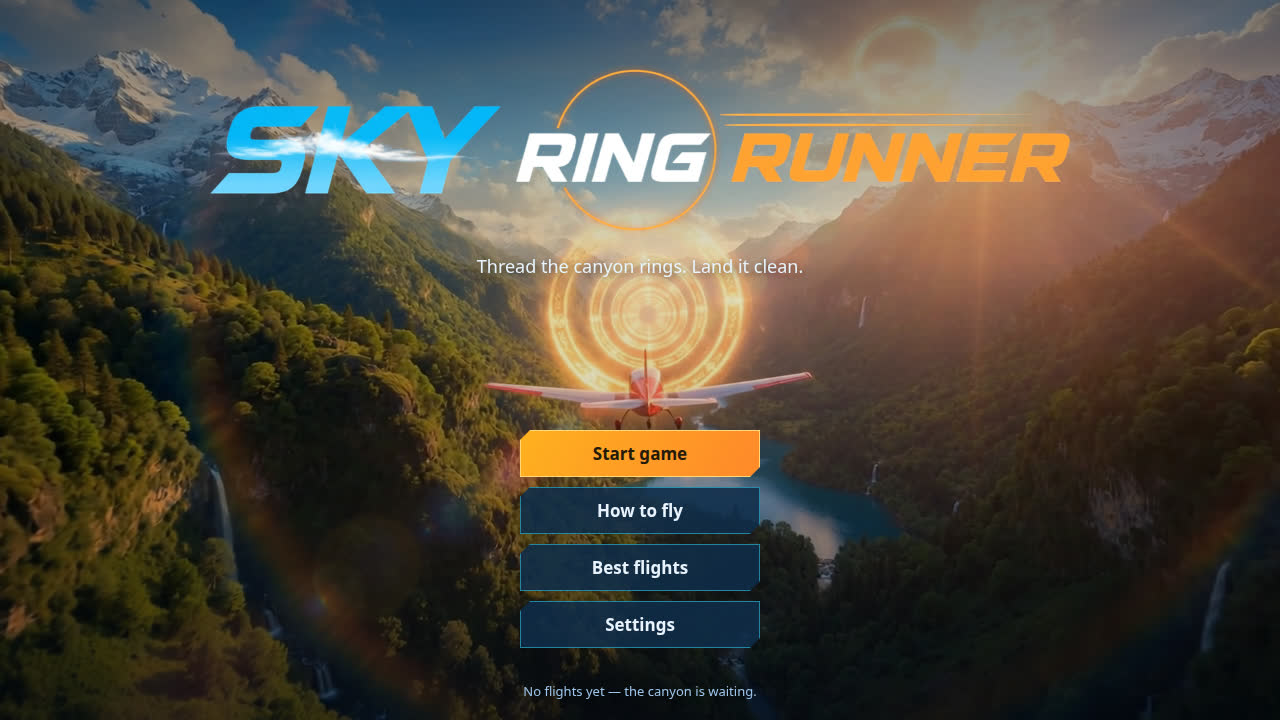 SKY RING RUNNER
Thread the canyon rings. Land it clean.
Start game
How to fly
Best flights
Settings
No flights yet — the canyon is waiting.